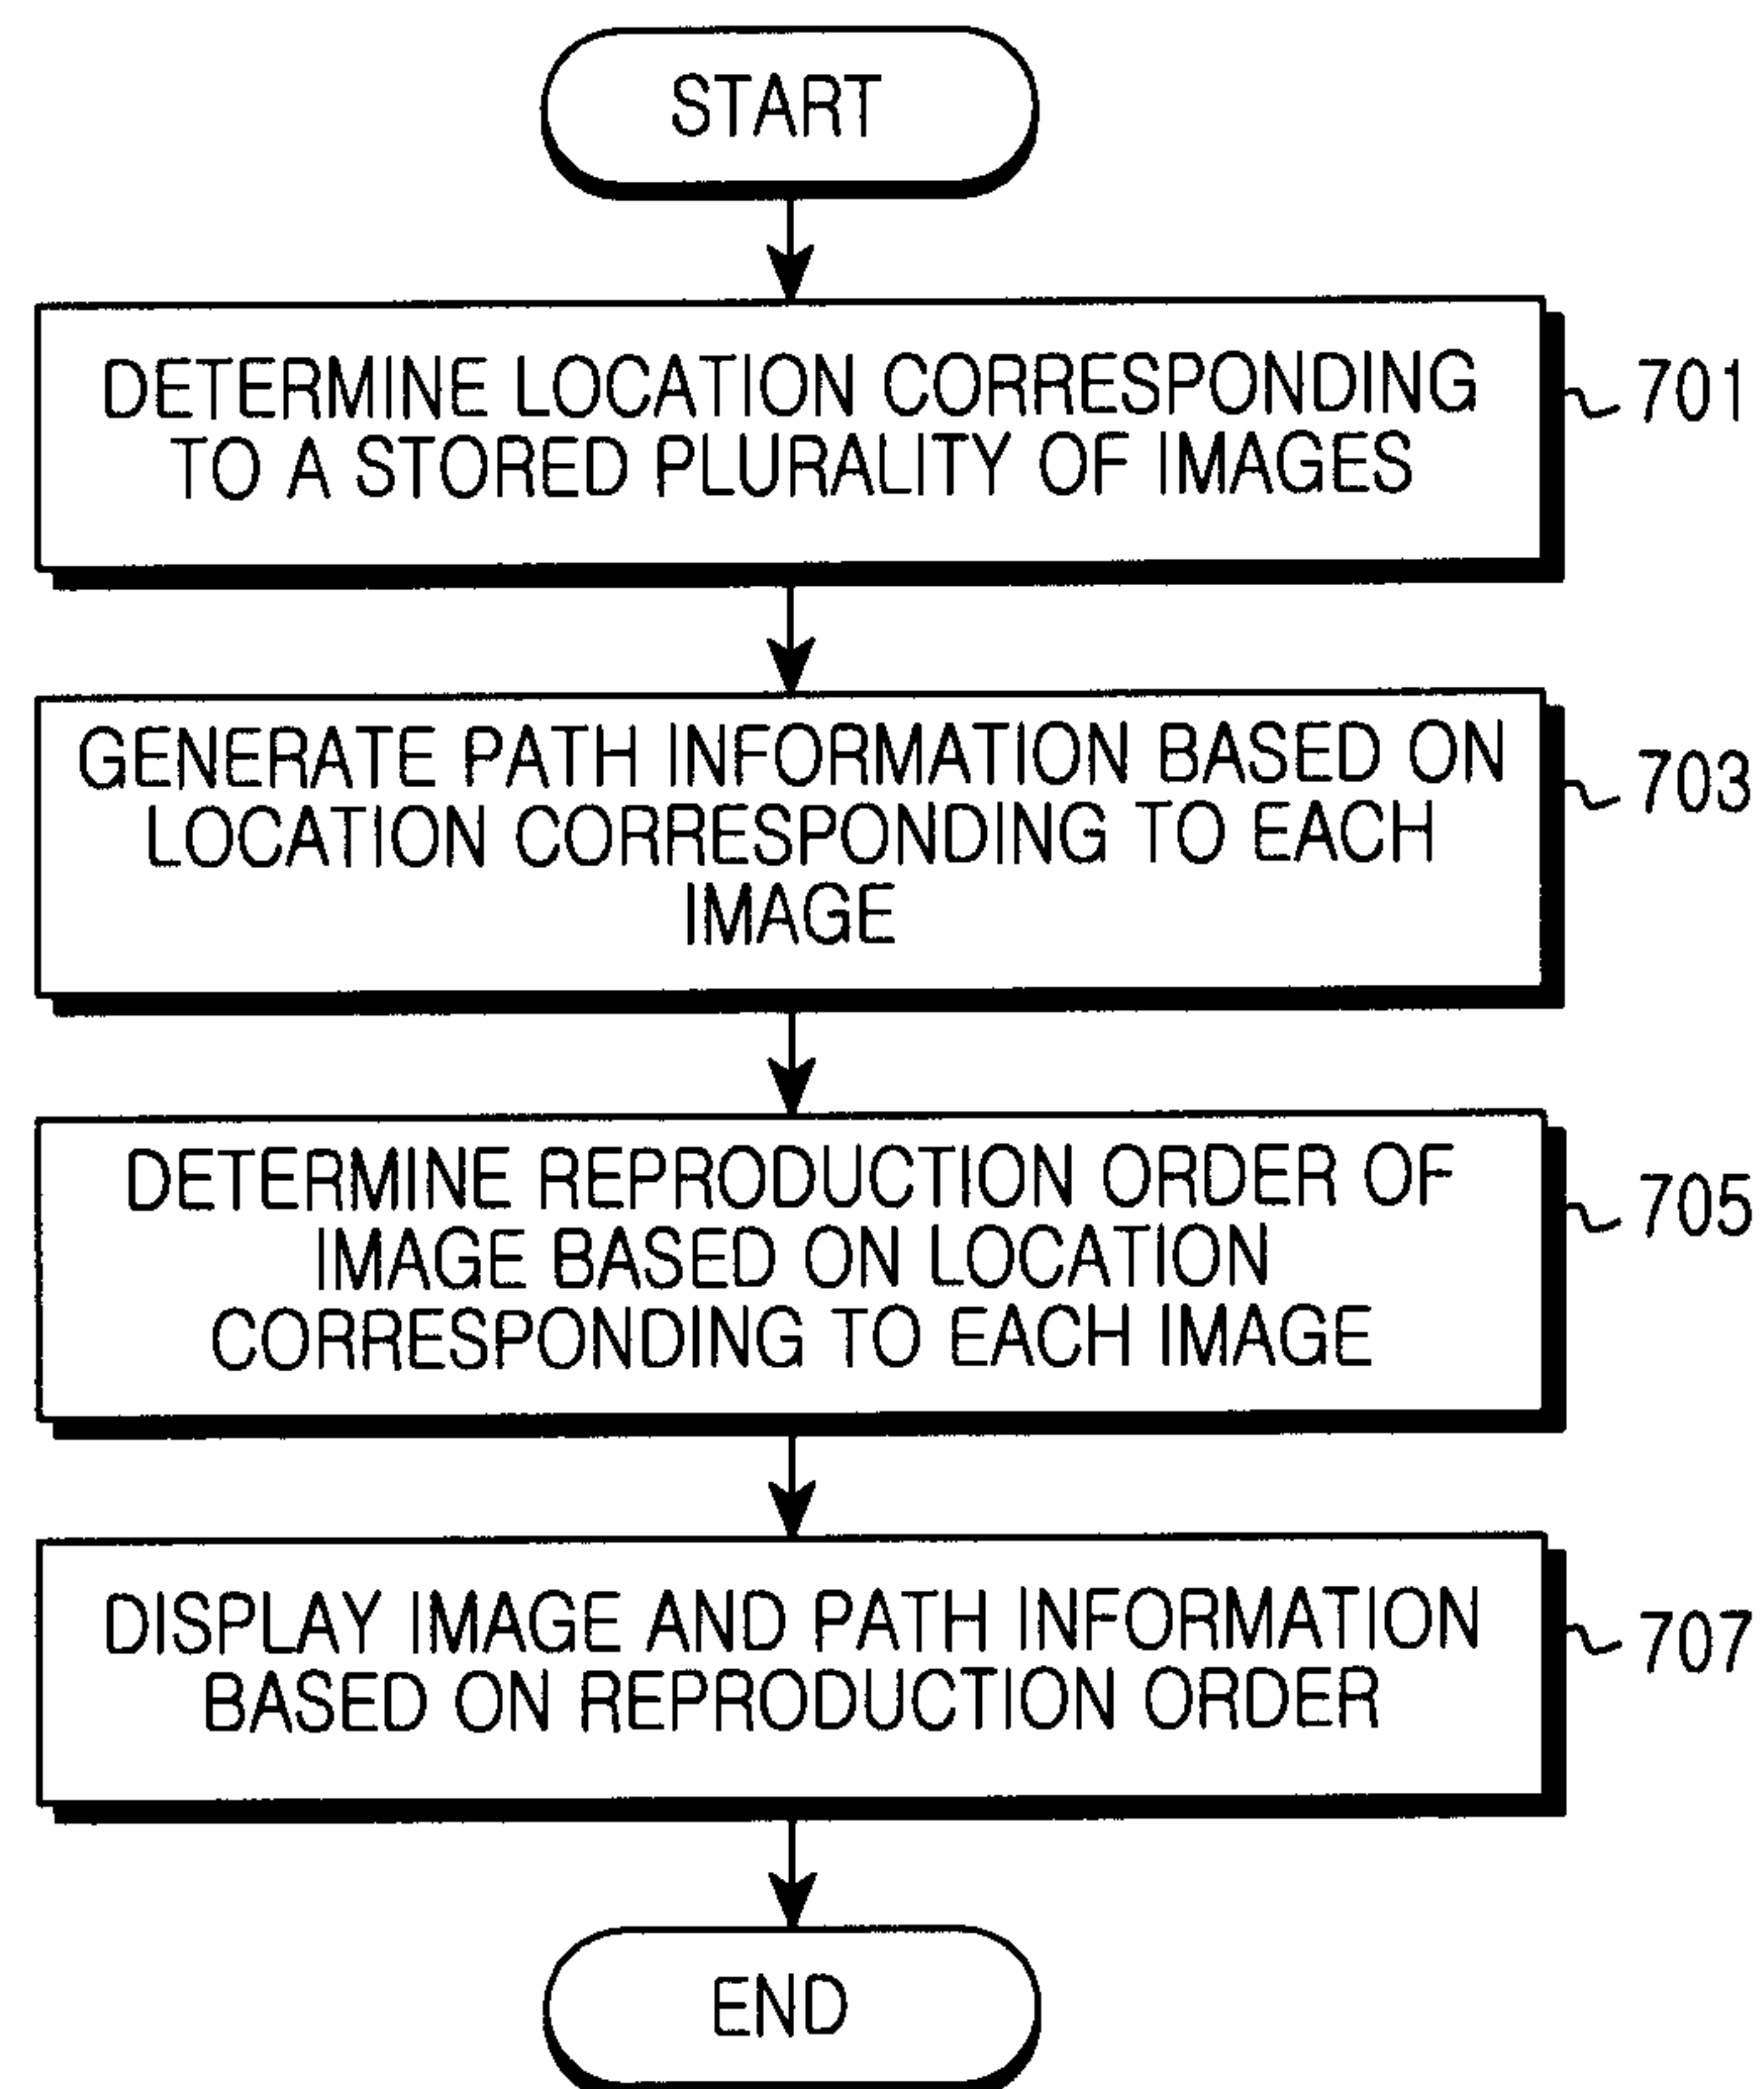 START
DETERMINE LOCATION CORRESPONDING
TO A STORED PLURALITY OF IMAGES
701
GENERATE PATH INFORMATION BASED ON
LOCATION CORRESPONDING TO EACH
IMAGE
703
DETERMINE REPRODUCTION ORDER OF
IMAGE BASED ON LOCATION
CORRESPONDING TO EACH IMAGE
705
DISPLAY IMAGE AND PATH INFORMATION
BASED ON REPRODUCTION ORDER
707
END